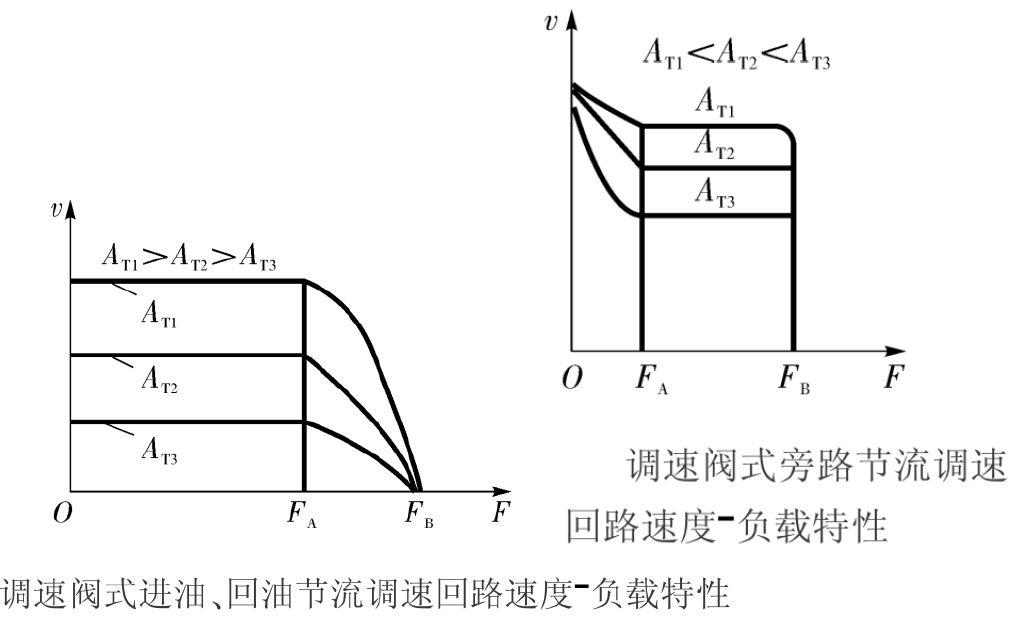 v
A_T1>A_T2>A_T3
A_T1
A_T2
A_T3
O
F_A
F_B
F
调速阀式进油、回油节流调速回路速度-负载特性
v
A_T1<A_T2<A_T3
A_T1
A_T2
A_T3
O
F_A
F_B
F
调速阀式旁路节流调速
回路速度-负载特性